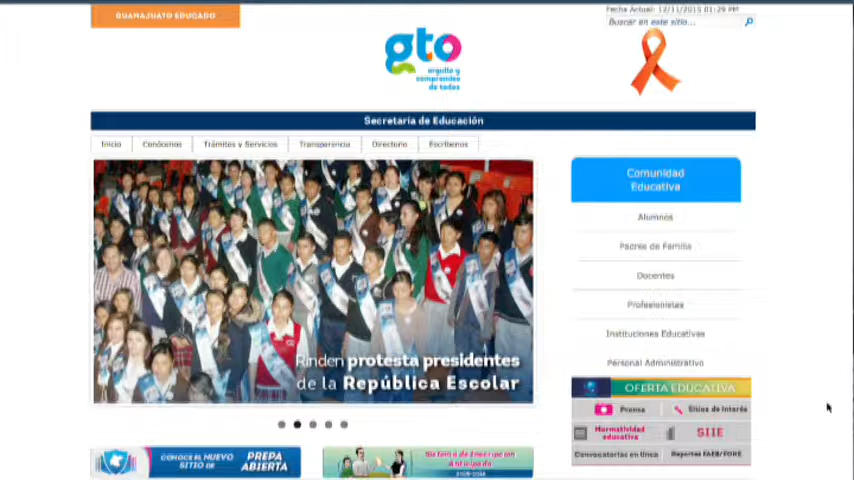 GUANAJUATO EDUCADO
Fecha Actual: 12/11/2015 01:29 PM
Buscar en este sitio...
gto
orgullo y
compromiso
de todos
Secretaría de Educación
Inicio
Conócenos
Trámites y Servicios
Transparencia
Directorio
Escríbenos
Comunidad
Educativa
Alumnos
Padres de Familia
Docentes
Profesionistas
Instituciones Educativas
Personal Administrativo
Rinden protesta presidentes
de la República Escolar
OFERTA EDUCATIVA
Prensa
Sitios de Interés
Normatividad
educativa
SIIE
Convocatorias en línea
Reportes FAEB/FONE
CONOCE EL NUEVO
SITIO DE
PREPA
ABIERTA